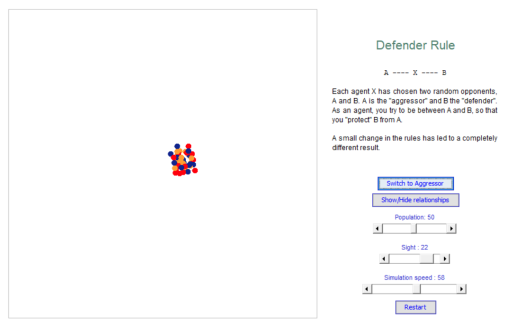 Defender Rule
A ---- X ---- B
Each agent X has chosen two random opponents,
A and B. A is the "aggressor" and B the "defender".
As an agent, you try to be between A and B, so that
you "protect" B from A.
A small change in the rules has led to a completely
different result.
Switch to Aggressor
Show/Hide relationships
Population: 50
Sight : 22
Simulation speed : 58
Restart